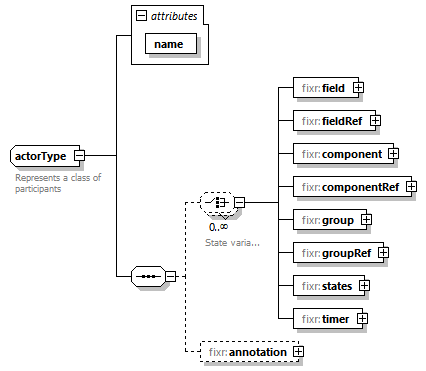 attributes
name
actorType
Represents a class of
participants
0..∞
State varia...
fixr:field
fixr:fieldRef
fixr:component
fixr:componentRef
fixr:group
fixr:groupRef
fixr:states
fixr:timer
fixr:annotation